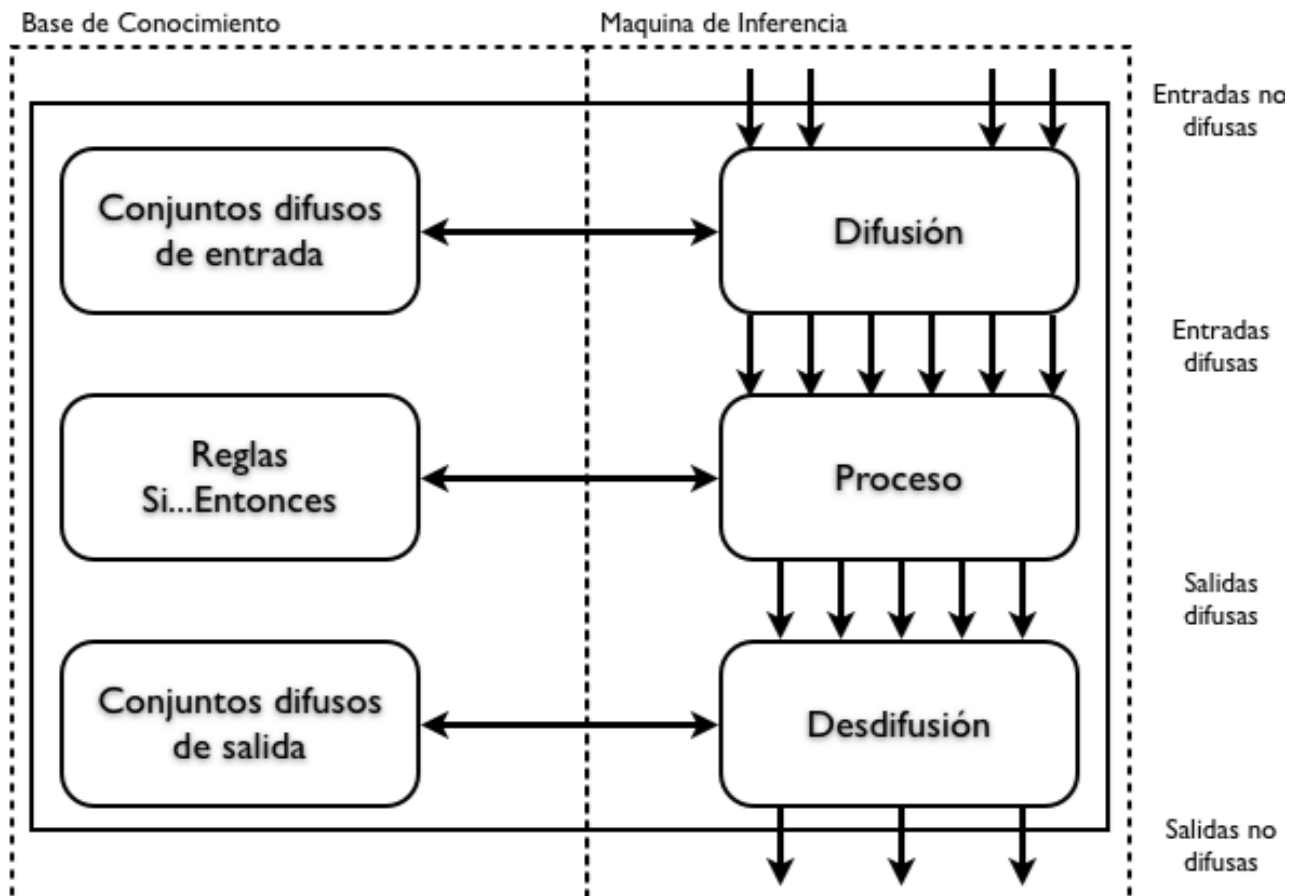 Base de Conocimiento
Maquina de Inferencia
Entradas no
difusas
Conjuntos difusos
de entrada
Difusión
Entradas
difusas
Reglas
Si...Entonces
Proceso
Salidas
difusas
Conjuntos difusos
de salida
Desdifusión
Salidas no
difusas